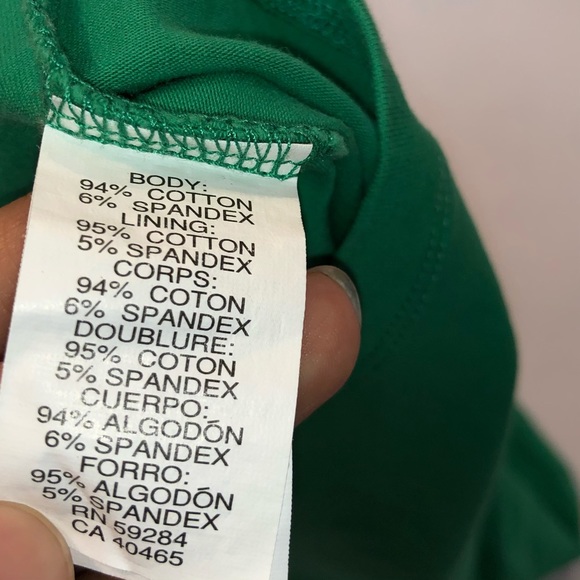 BODY:
94% COTTON
6% SPANDEX
LINING:
95% COTTON
5% SPANDEX
CORPS:
94% COTON
6% SPANDEX
DOUBLURE:
95% COTON
5% SPANDEX
CUERPO:
94% ALGODÓN
6% SPANDEX
FORRO:
95% ALGODÓN
5% SPANDEX
RN 59284
CA 40465